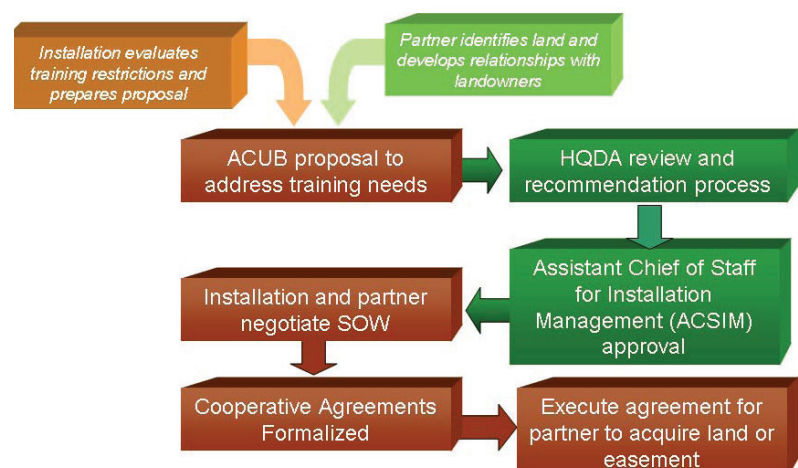 Installation evaluates
training restrictions and
prepares proposal
Partner identifies land and
develops relationships with
landowners
ACUB proposal to
address training needs
HQDA review and
recommendation process
Assistant Chief of Staff
for Installation
Management (ACSIM)
approval
Installation and partner
negotiate SOW
Cooperative Agreements
Formalized
Execute agreement for
partner to acquire land or
easement